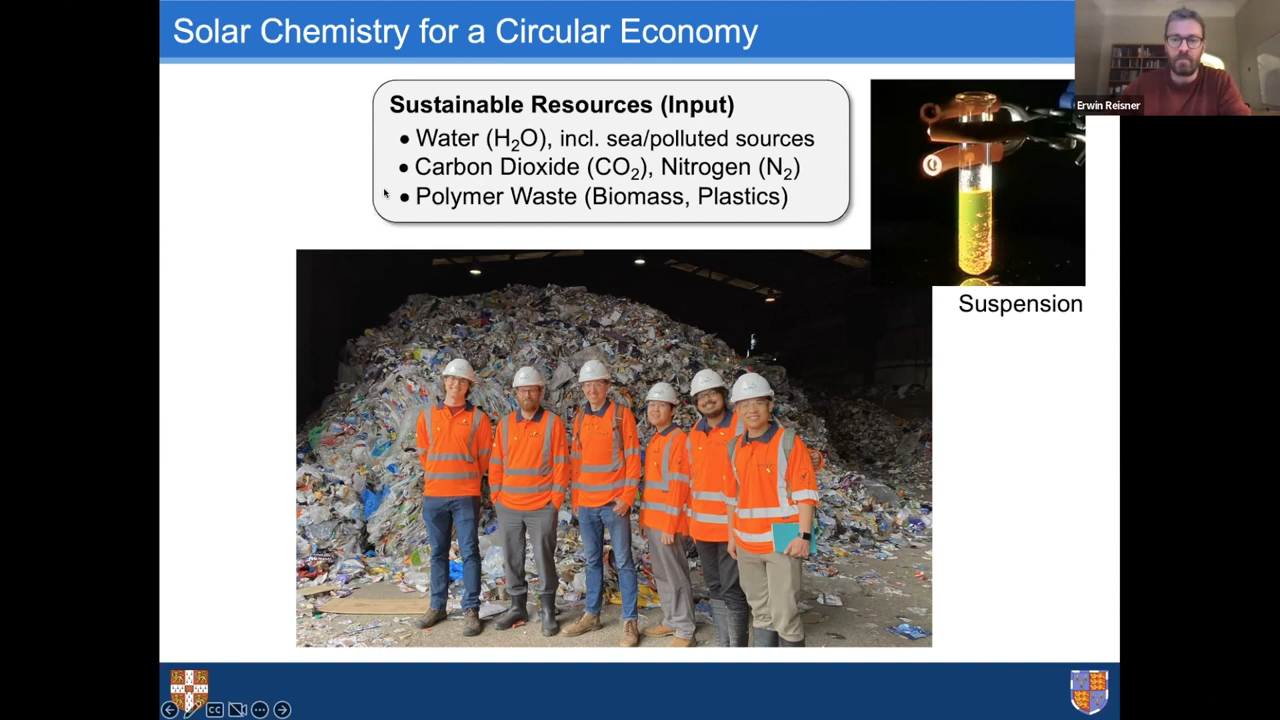 Solar Chemistry for a Circular Economy
Erwin Reisner
Sustainable Resources (Input)
• Water (H₂O), incl. sea/polluted sources
• Carbon Dioxide (CO₂), Nitrogen (N₂)
• Polymer Waste (Biomass, Plastics)
Suspension
CC